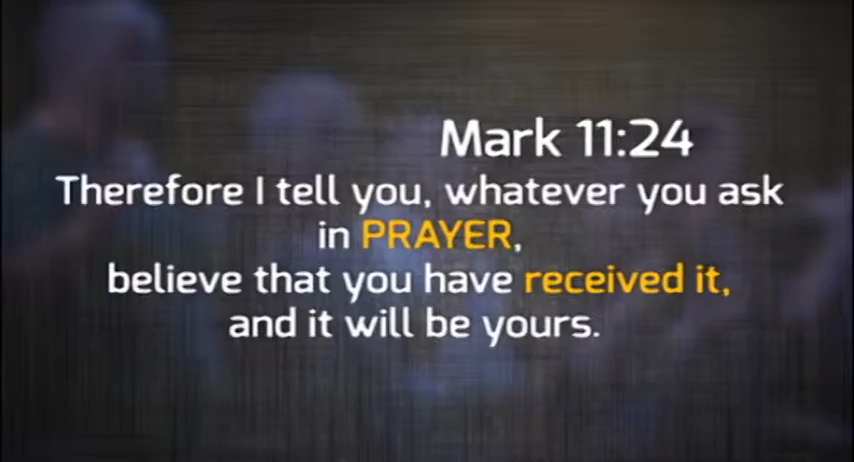 Mark 11:24
Therefore I tell you, whatever you ask
in PRAYER,
believe that you have received it,
and it will be yours.